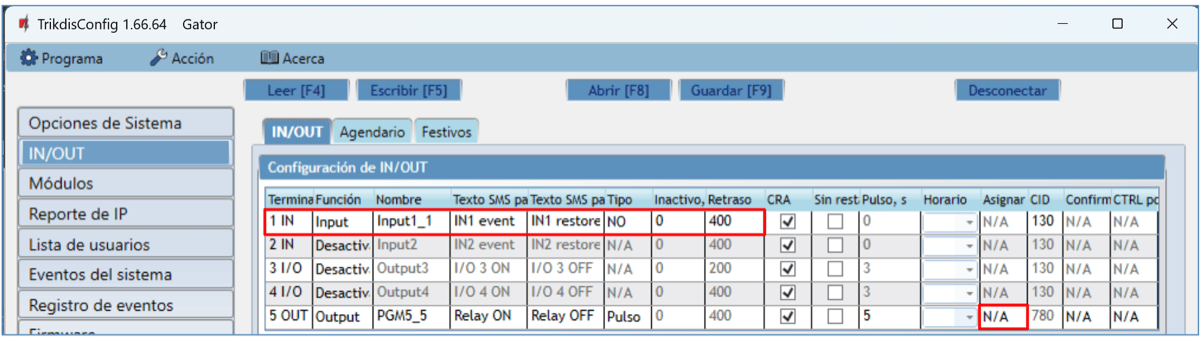 TrikdisConfig 1.66.64 Gator
Programa Acción Acerca
Leer [F4] Escribir [F5] Abrir [F8] Guardar [F9] Desconectar
Opciones de Sistema
IN/OUT
Módulos
Reporte de IP
Lista de usuarios
Eventos del sistema
Registro de eventos
IN/OUT Agendario Festivos
Configuración de IN/OUT
Termina Función Nombre Texto SMS pa Texto SMS pa Tipo Inactivo, Retraso CRA Sin rest Pulso, s Horario Asignar CID Confirm CTRL po
1 IN Input Input1_1 IN1 event IN1 restore NO 0 400 0 N/A 130 N/A N/A
2 IN Desactiv Input2 IN2 event IN2 restore N/A 0 400 0 N/A 130 N/A N/A
3 I/O Desactiv Output3 I/O 3 ON I/O 3 OFF N/A 0 200 3 N/A 130 N/A N/A
4 I/O Desactiv Output4 I/O 4 ON I/O 4 OFF N/A 0 400 3 N/A 130 N/A N/A
5 OUT Output PGM5_5 Relay ON Relay OFF Pulso 0 400 5 N/A 780 N/A N/A